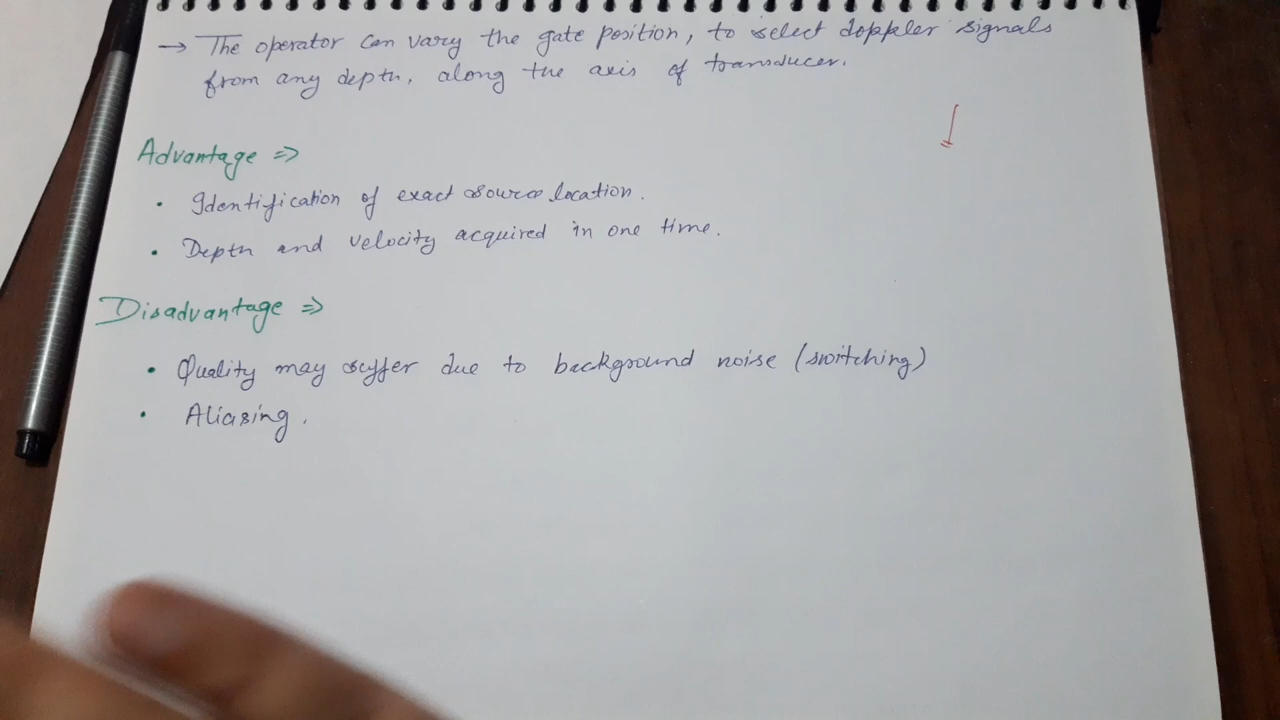 → The operator can vary the gate position, to select doppler signals
from any depth, along the axis of transducer.
Advantage ⇒
• Identification of exact source location.
• Depth and velocity acquired in one time.
Disadvantage ⇒
• Quality may suffer due to background noise (switching)
• Aliasing.